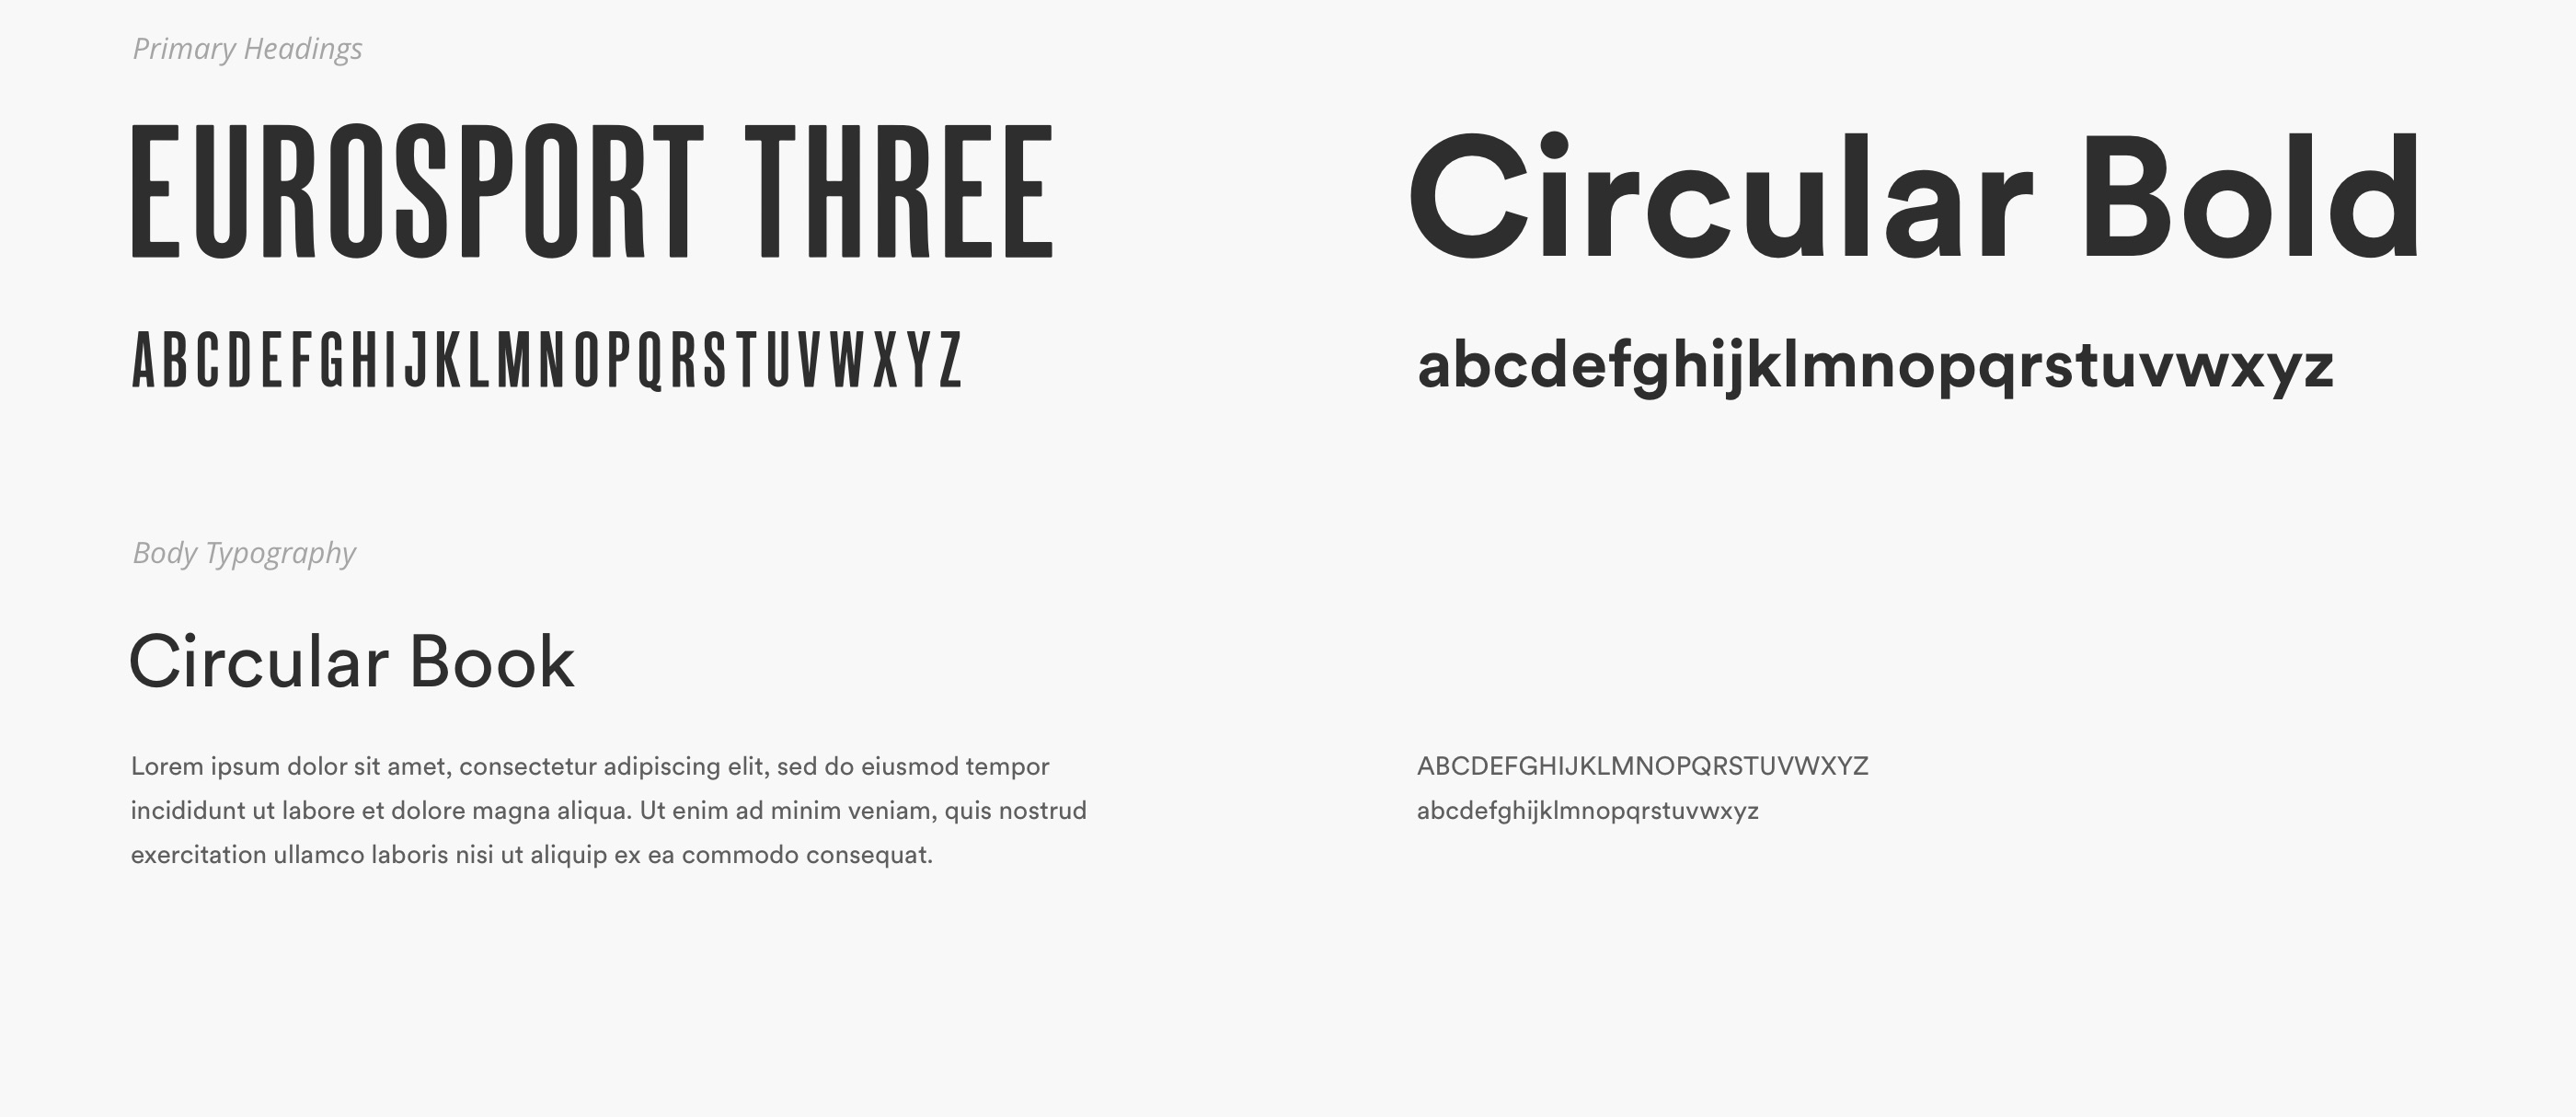 Primary Headings
EUROSPORT THREE
ABCDEFGHIJKLMNOPQRSTUVWXYZ
Circular Bold
abcdefghijklmnopqrstuvwxyz
Body Typography
Circular Book
Lorem ipsum dolor sit amet, consectetur adipiscing elit, sed do eiusmod tempor
incididunt ut labore et dolore magna aliqua. Ut enim ad minim veniam, quis nostrud
exercitation ullamco laboris nisi ut aliquip ex ea commodo consequat.
ABCDEFGHIJKLMNOPQRSTUVWXYZ
abcdefghijklmnopqrstuvwxyz